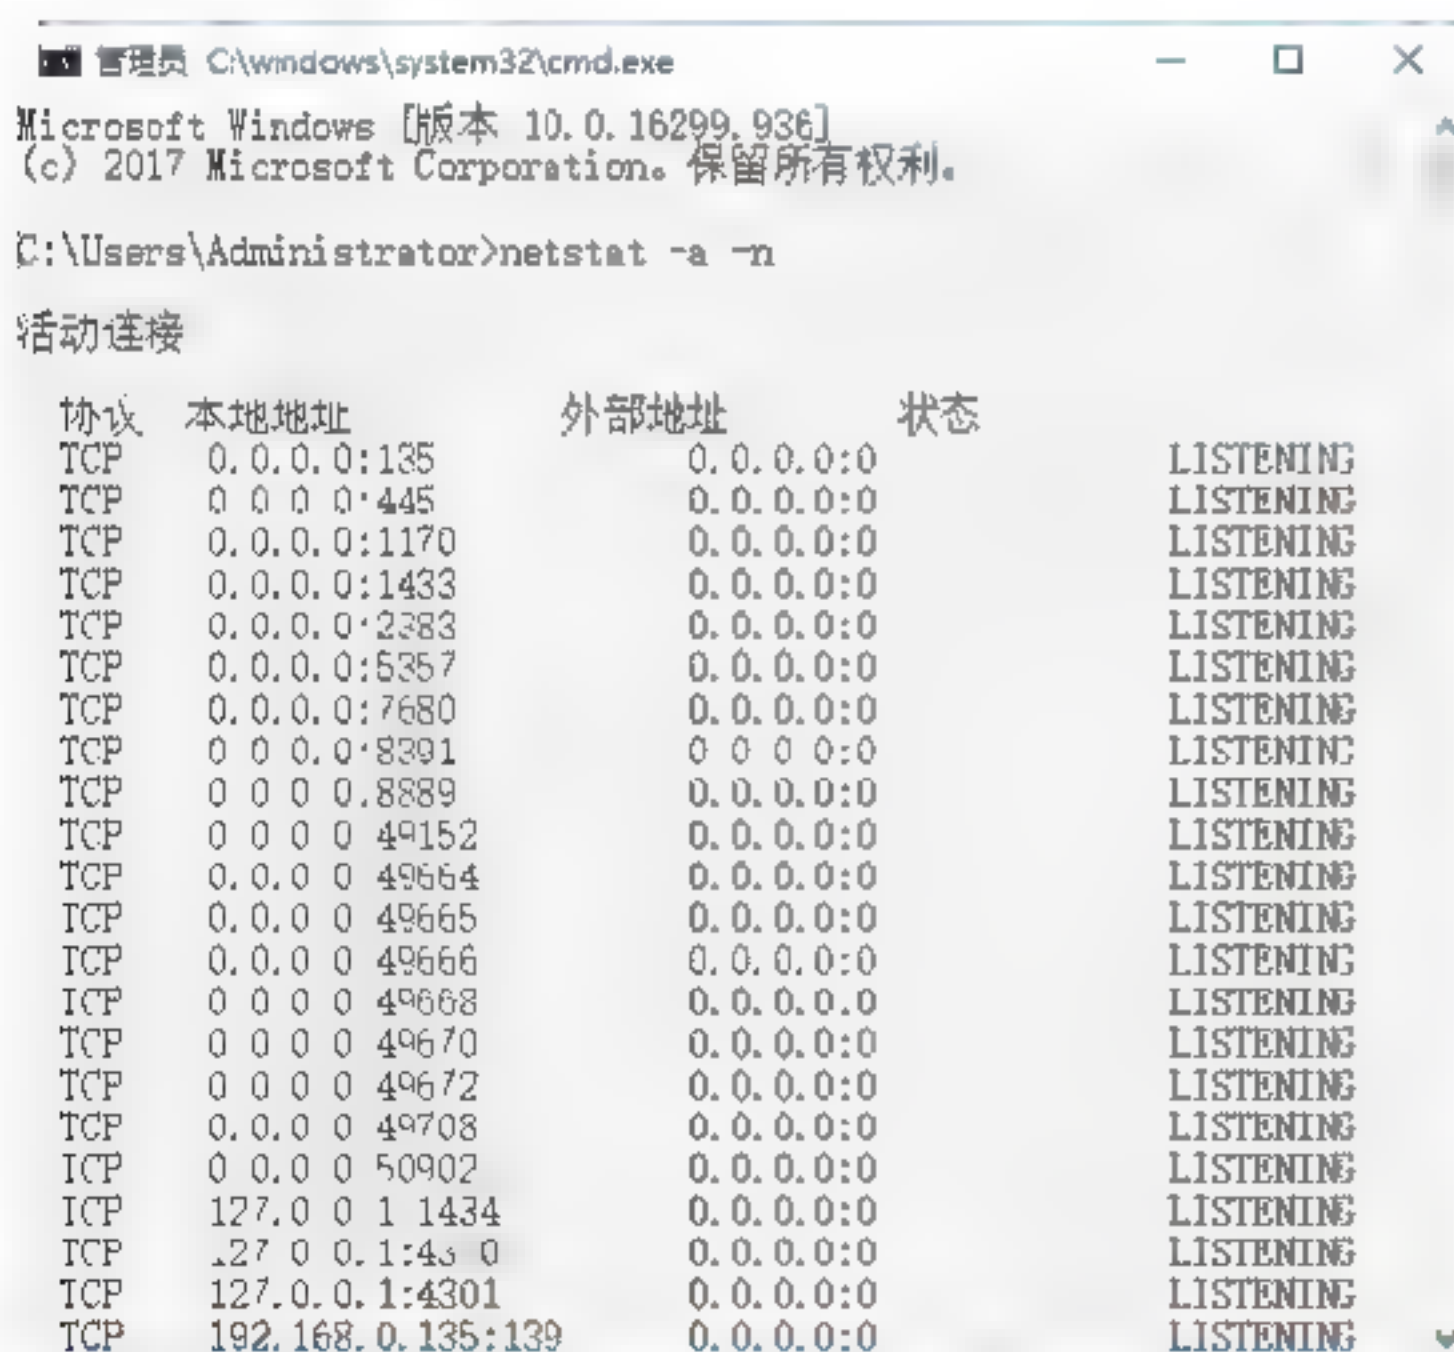 管理员 C:\windows\system32\cmd.exe
Microsoft Windows [版本 10.0.16299.936]
(c) 2017 Microsoft Corporation。保留所有权利。
C:\Users\Administrator>netstat -a -n
活动连接
协议 本地地址 外部地址 状态
TCP 0.0.0.0:135 0.0.0.0:0 LISTENING
TCP 0.0.0.0:445 0.0.0.0:0 LISTENING
TCP 0.0.0.0:1170 0.0.0.0:0 LISTENING
TCP 0.0.0.0:1433 0.0.0.0:0 LISTENING
TCP 0.0.0.0:2383 0.0.0.0:0 LISTENING
TCP 0.0.0.0:5357 0.0.0.0:0 LISTENING
TCP 0.0.0.0:7680 0.0.0.0:0 LISTENING
TCP 0.0.0.0:8391 0.0.0.0:0 LISTENING
TCP 0.0.0.0:8889 0.0.0.0:0 LISTENING
TCP 0.0.0.0:49152 0.0.0.0:0 LISTENING
TCP 0.0.0.0:49664 0.0.0.0:0 LISTENING
TCP 0.0.0.0:49665 0.0.0.0:0 LISTENING
TCP 0.0.0.0:49666 0.0.0.0:0 LISTENING
TCP 0.0.0.0:49668 0.0.0.0:0 LISTENING
TCP 0.0.0.0:49670 0.0.0.0:0 LISTENING
TCP 0.0.0.0:49672 0.0.0.0:0 LISTENING
TCP 0.0.0.0:49708 0.0.0.0:0 LISTENING
TCP 0.0.0.0:50902 0.0.0.0:0 LISTENING
TCP 127.0.0.1:1434 0.0.0.0:0 LISTENING
TCP 0.0.0.0:0 LISTENING
TCP 127.0.0.1:4301 0.0.0.0:0 LISTENING
TCP 192.168.0.135:139 0.0.0.0:0 LISTENING